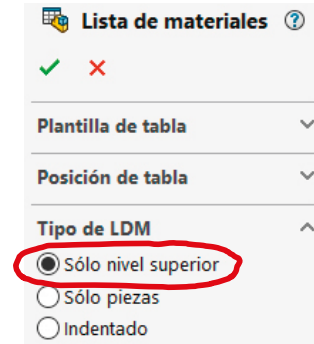 Lista de materiales
Plantilla de tabla
Posición de tabla
Tipo de LDM
Sólo nivel superior
Sólo piezas
Indentado